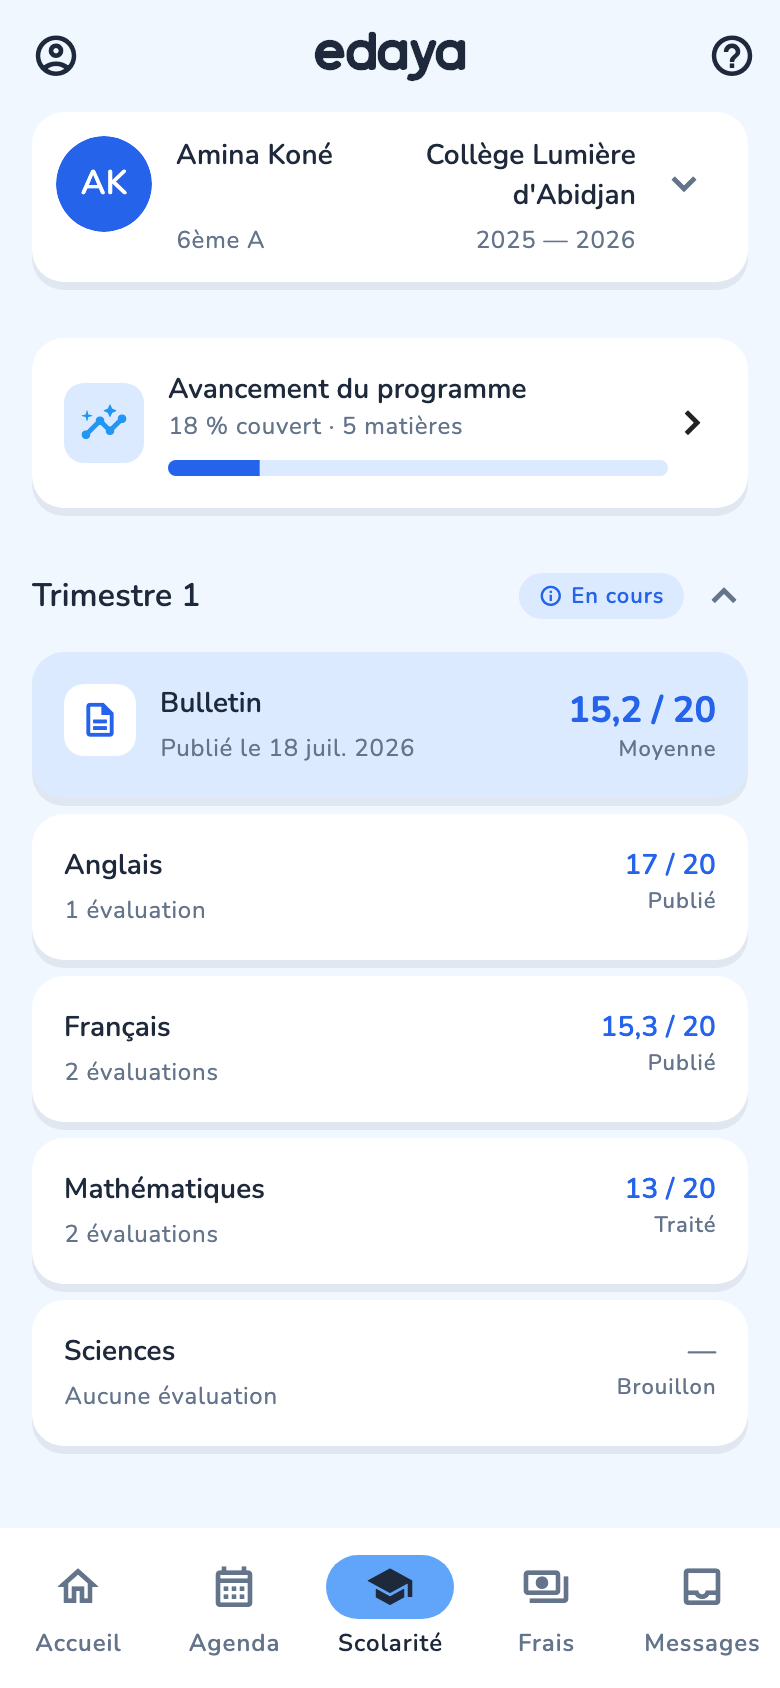 edaya
AK
Amina Koné
Collège Lumière
d'Abidjan
6ème A
2025 — 2026
Avancement du programme
18 % couvert · 5 matières
Trimestre 1
En cours
Bulletin
15,2 / 20
Publié le 18 juil. 2026
Moyenne
Anglais
17 / 20
1 évaluation
Publié
Français
15,3 / 20
2 évaluations
Publié
Mathématiques
13 / 20
2 évaluations
Traité
Sciences
—
Aucune évaluation
Brouillon
Accueil
Agenda
Scolarité
Frais
Messages